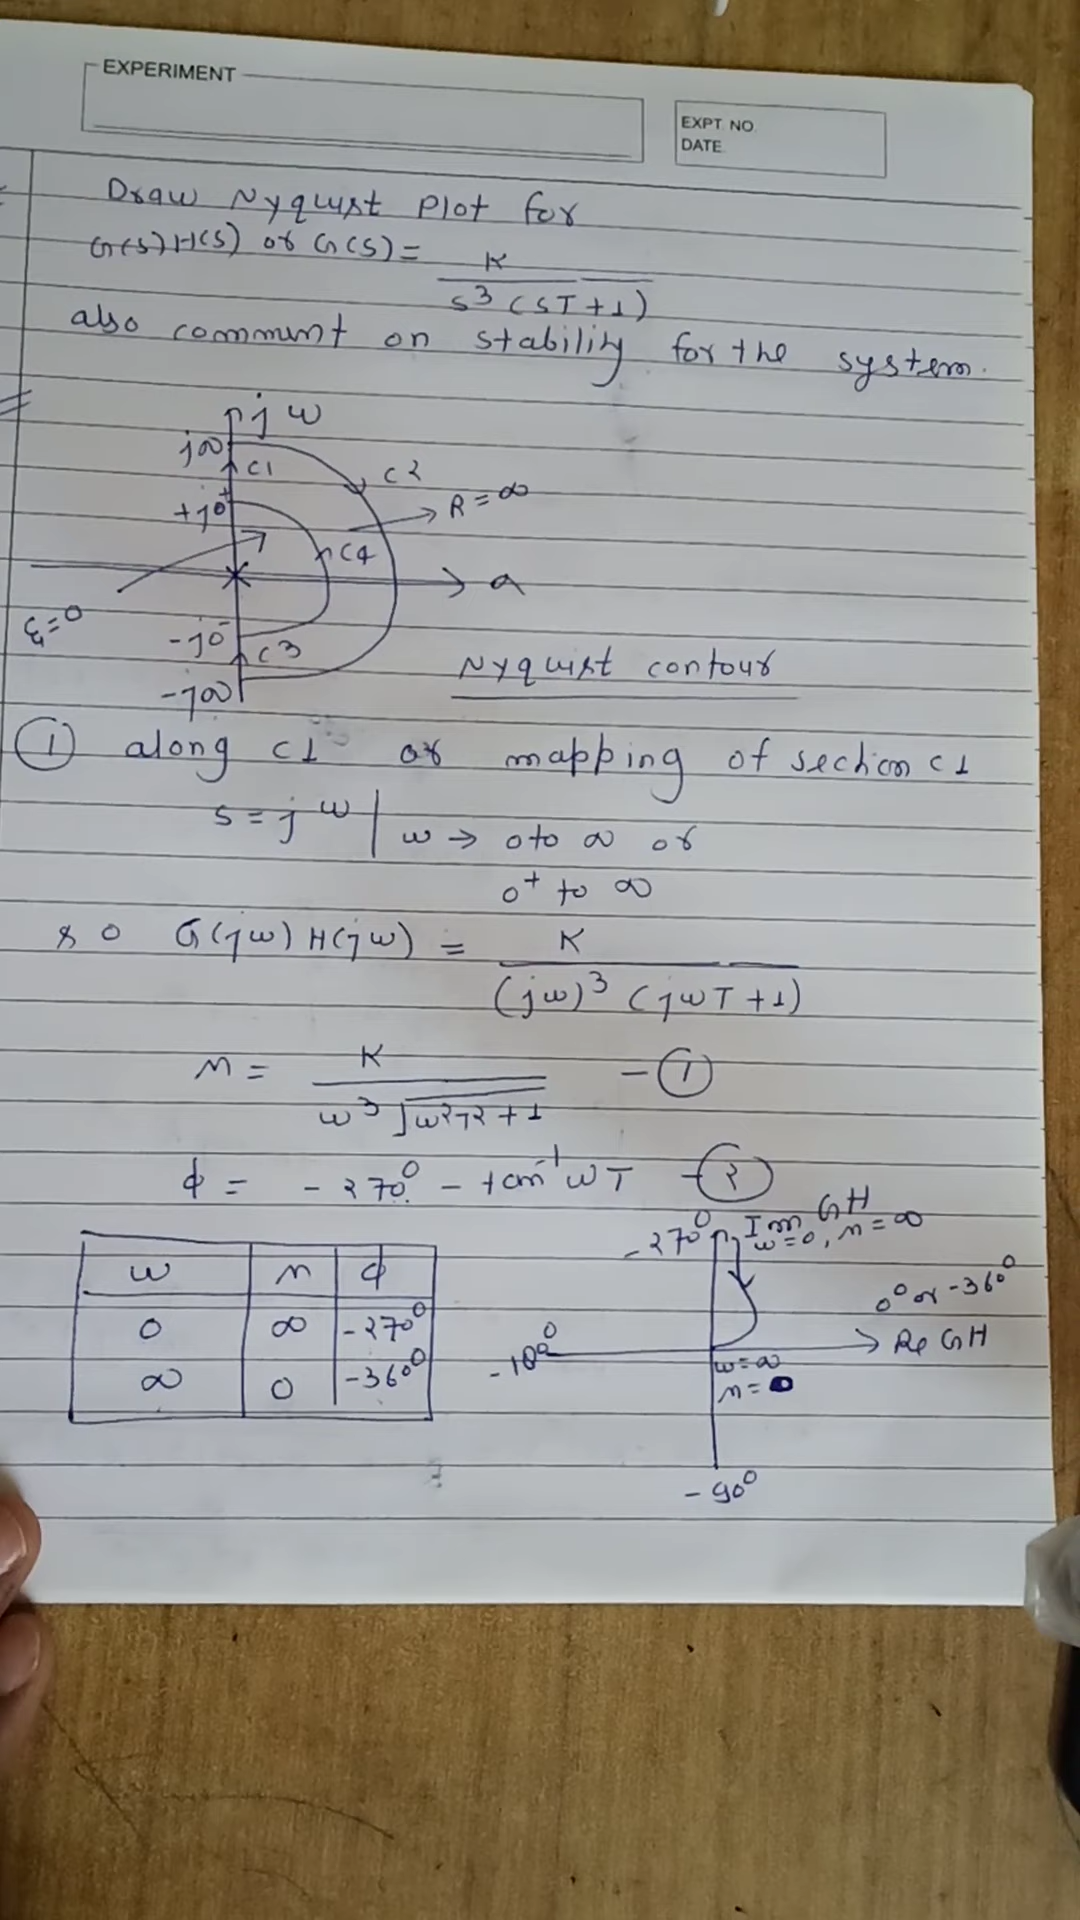 EXPERIMENT
EXPT. NO.
DATE
Draw Nyquist Plot for
G(s)H(s) or G(s) = K / s³(sT+1)
also comment on stability for the system.
jω
j∞
C1
C2
+j0⁺
R = ∞
C4
σ
ξ=0
-j0⁻
C3
-j∞
Nyquist contour
① along C1 or mapping of section C1
s = jω | ω → 0 to ∞ or
0⁺ to ∞
so G(jω) H(jω) = K / (jω)³ (jωT+1)
M = K / ω³√ω²T²+1 — ①
ϕ = -270° - tan⁻¹ωT — ②
ω M ϕ
0 ∞ -270°
∞ 0 -360°
-270° Im GH
ω=0, M=∞
0° or -360°
-180°
Re GH
ω=∞
M=0
-90°